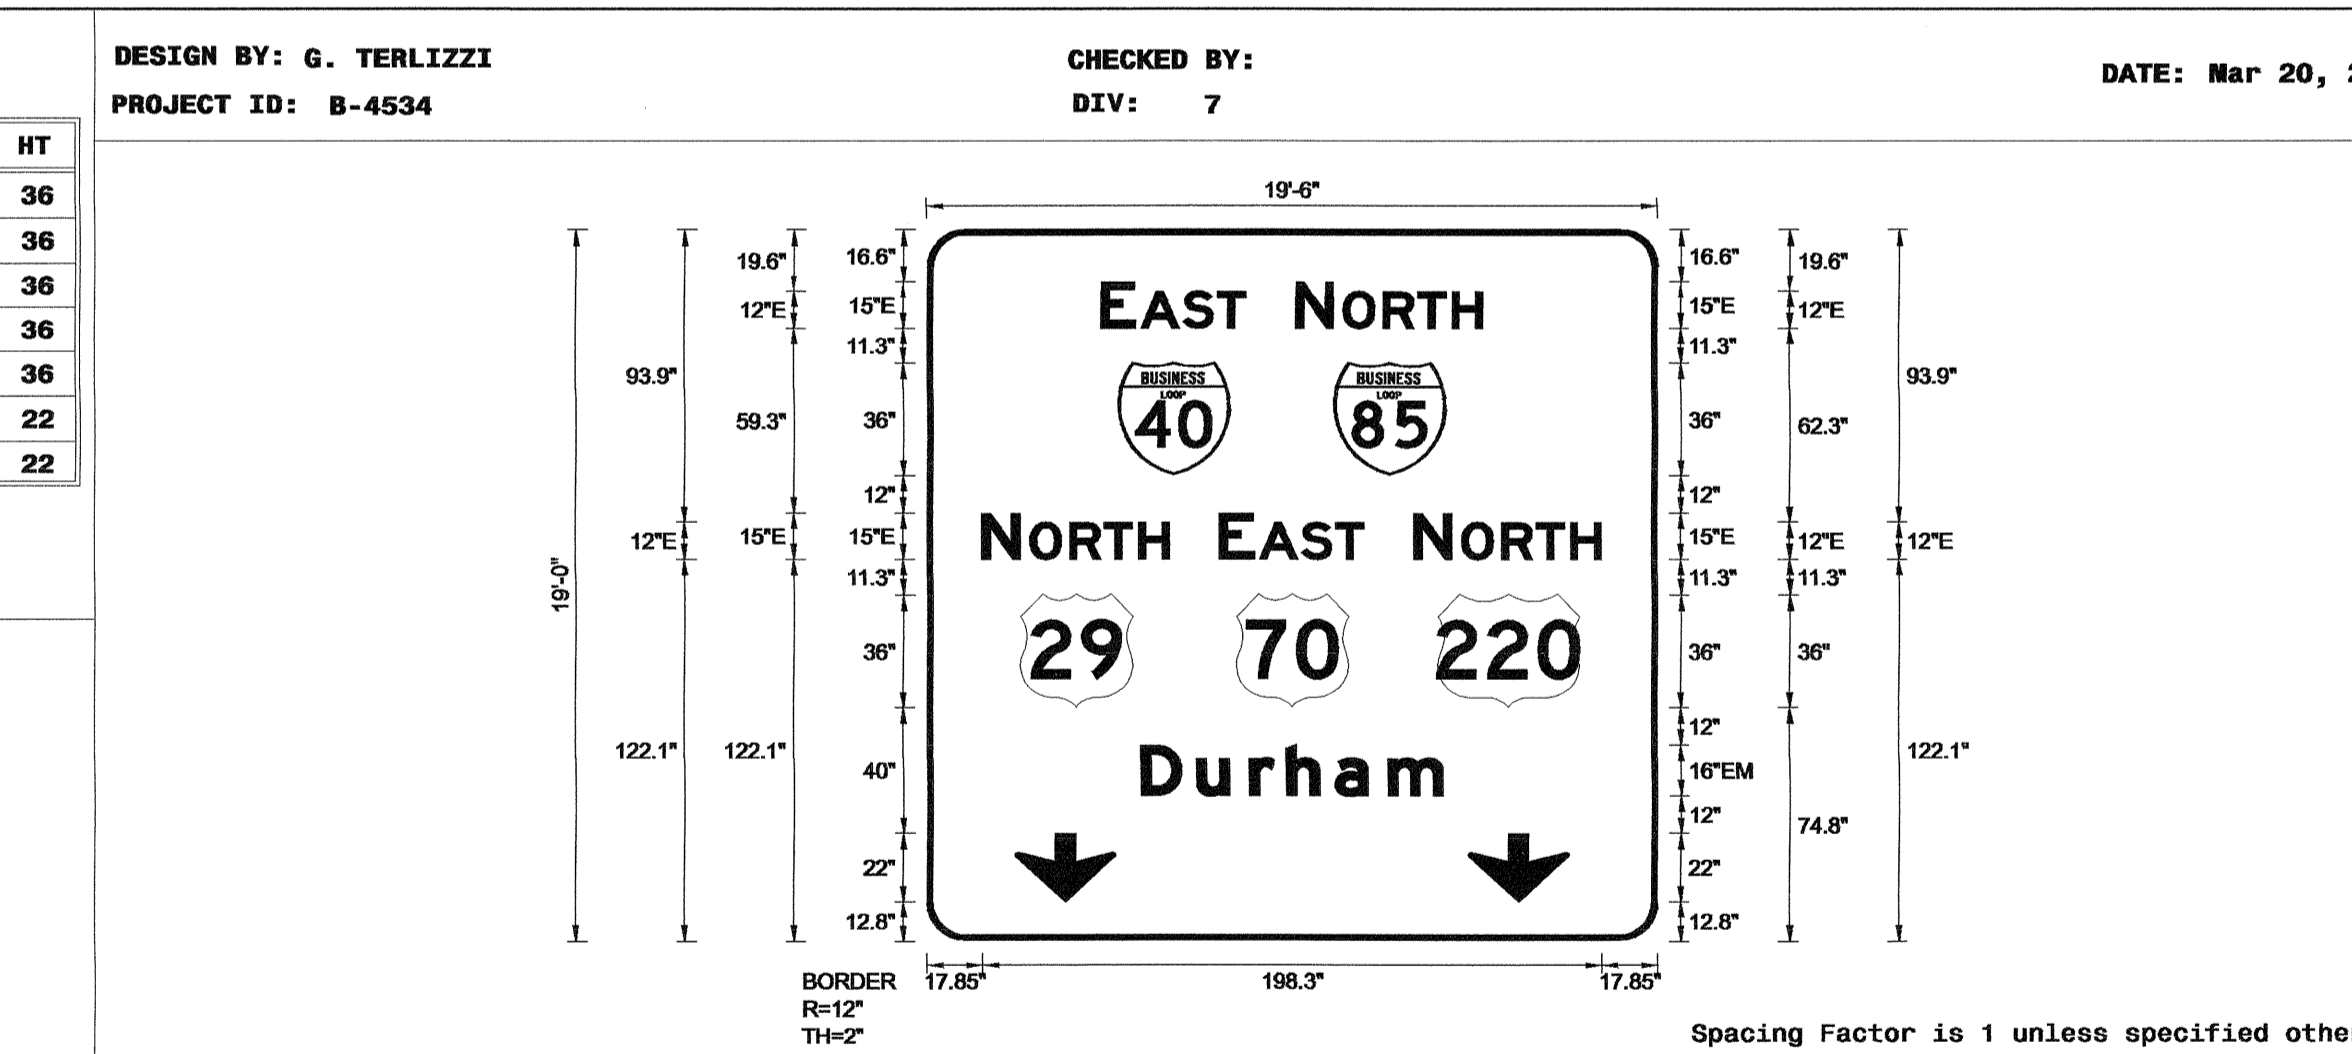 DESIGN BY: G. TERLIZZI
CHECKED BY:
DATE: Mar 20, 2
PROJECT ID: B-4534
DIV: 7
HT
36
36
36
36
36
22
22
19'-6"
19'-0"
93.9"
12"E
122.1"
19.6"
12"E
59.3"
15"E
122.1"
16.6"
15"E
11.3"
36"
12"
15"E
11.3"
36"
40"
22"
12.8"
EAST NORTH
BUSINESS BUSINESS
LOOP LOOP
40 85
NORTH EAST NORTH
29 70 220
Durham
16.6"
15"E
11.3"
36"
12"
15"E
11.3"
36"
12"
16"EM
12"
22"
12.8"
19.6"
12"E
62.3"
12"E
11.3"
36"
74.8"
93.9"
12"E
122.1"
17.85" 198.3" 17.85"
BORDER
R=12"
TH=2"
Spacing Factor is 1 unless specified othe